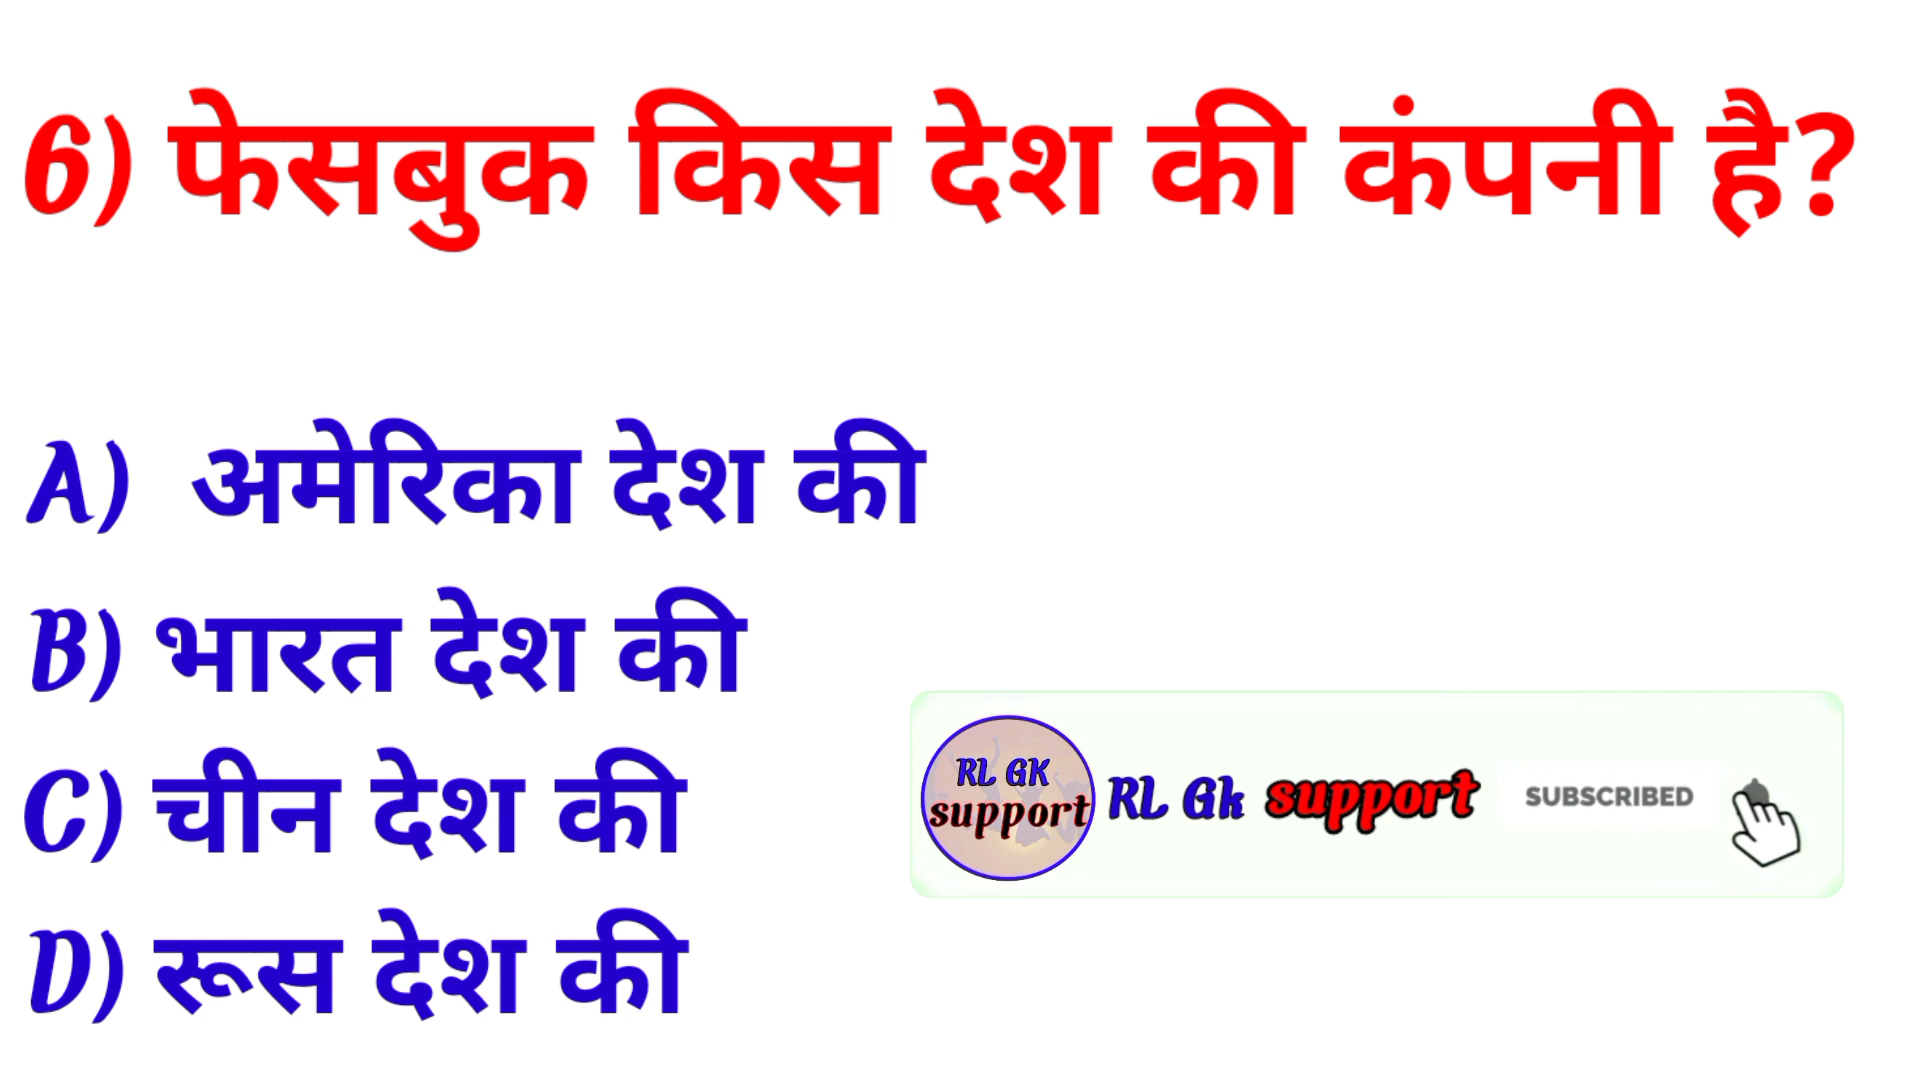 6) फेसबुक किस देश की कंपनी है?
A) अमेरिका देश की
B) भारत देश की
C) चीन देश की
D) रूस देश की
RL GK
support
RL Gk support SUBSCRIBED